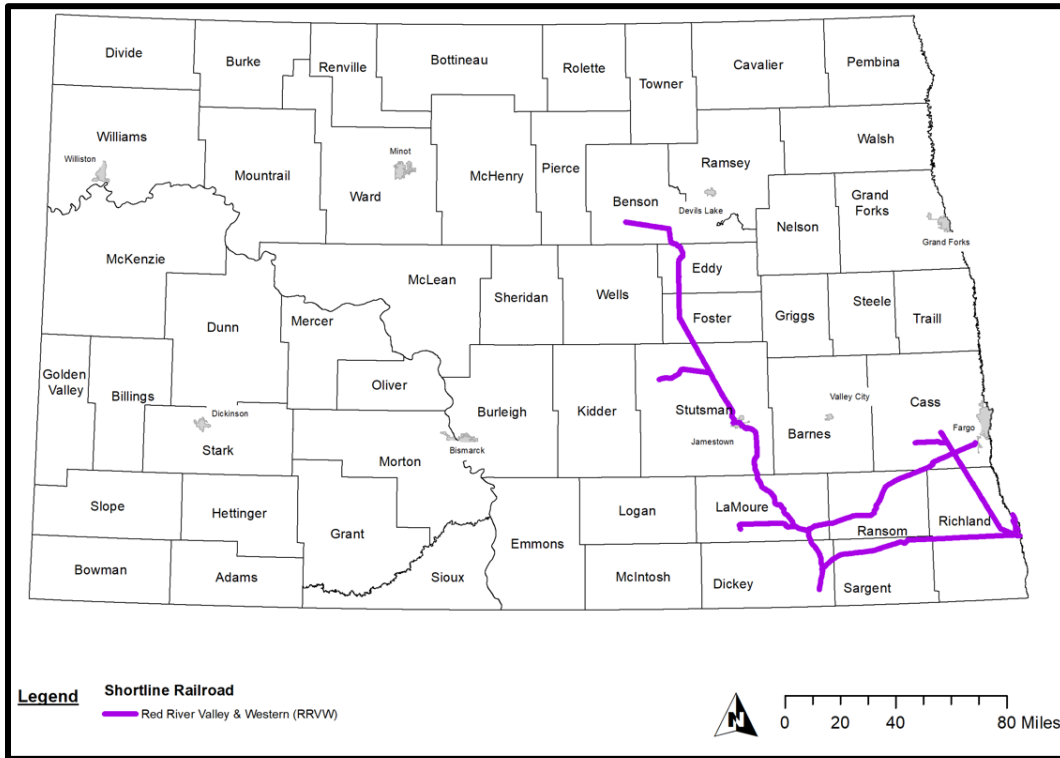 Divide
Burke
Renville
Bottineau
Rolette
Towner
Cavalier
Pembina
Williams
Williston
Mountrail
Minot
Ward
McHenry
Pierce
Benson
Ramsey
Devils Lake
Walsh
Nelson
Grand
Forks
Grand Forks
McKenzie
Dunn
McLean
Mercer
Sheridan
Wells
Eddy
Foster
Griggs
Steele
Traill
Golden
Valley
Billings
Dickinson
Stark
Oliver
Morton
Bismarck
Burleigh
Kidder
Stutsman
Jamestown
Valley City
Barnes
Cass
Fargo
Slope
Hettinger
Grant
Bowman
Adams
Sioux
Emmons
Logan
LaMoure
Ransom
Richland
McIntosh
Dickey
Sargent
Legend
Shortline Railroad
Red River Valley & Western (RRVW)
N
0 20 40 60 80 Miles